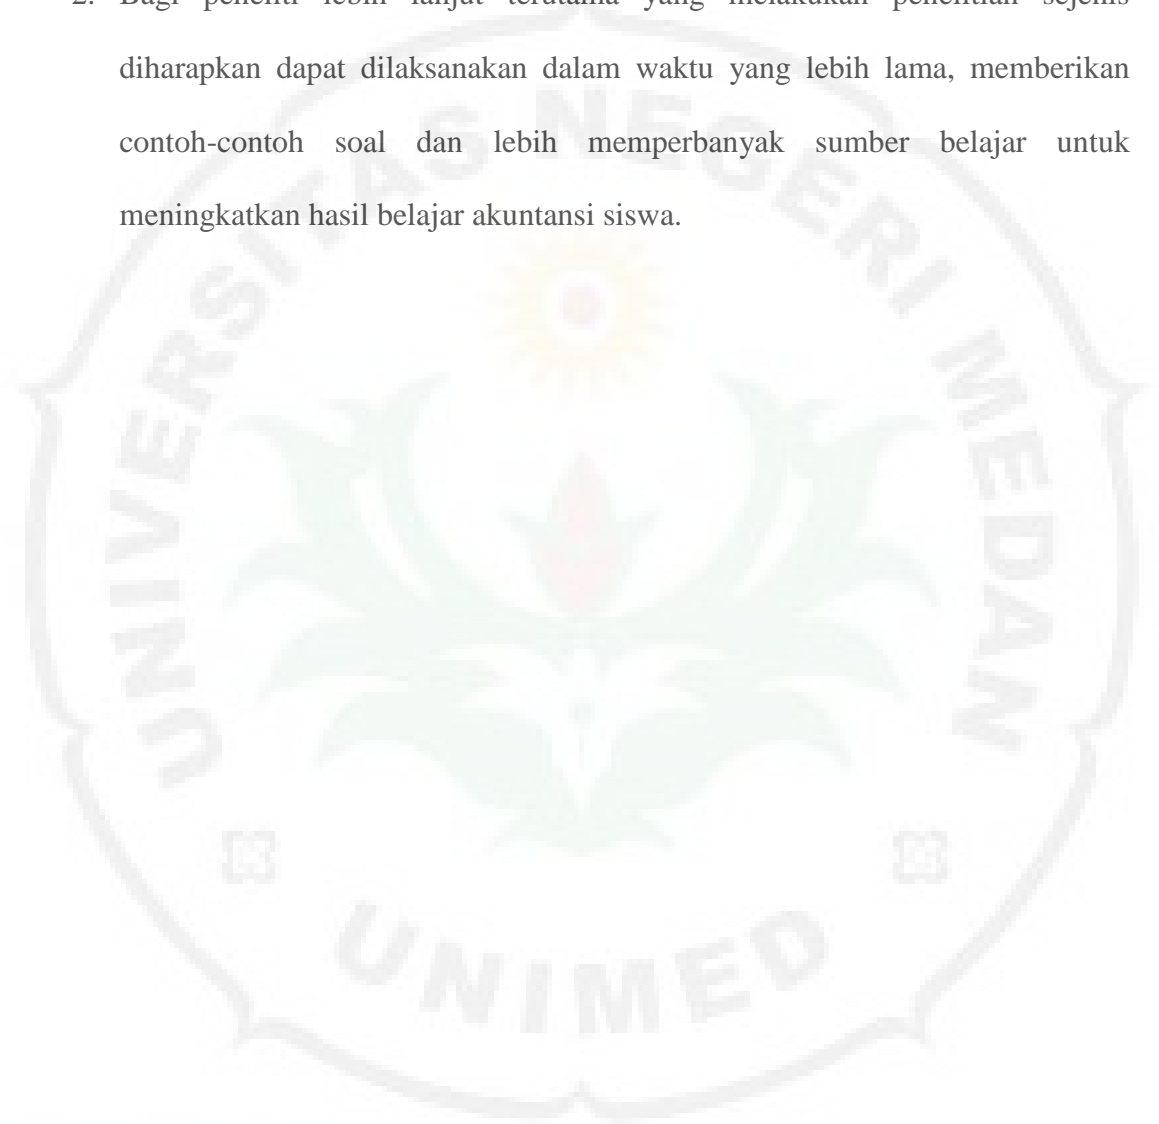 2. Bagi peneliti lebih lanjut terutama yang melakukan penelitian sejenis
diharapkan dapat dilaksanakan dalam waktu yang lebih lama, memberikan
contoh-contoh soal dan lebih memperbanyak sumber belajar untuk
meningkatkan hasil belajar akuntansi siswa.
UNIVERSITAS NEGERI MEDAN
UNIMED